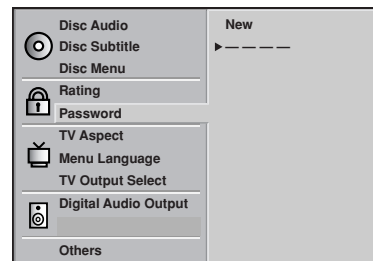 Disc Audio
Disc Subtitle
Disc Menu
Rating
Password
TV Aspect
Menu Language
TV Output Select
Digital Audio Output
Others
New
– – – –